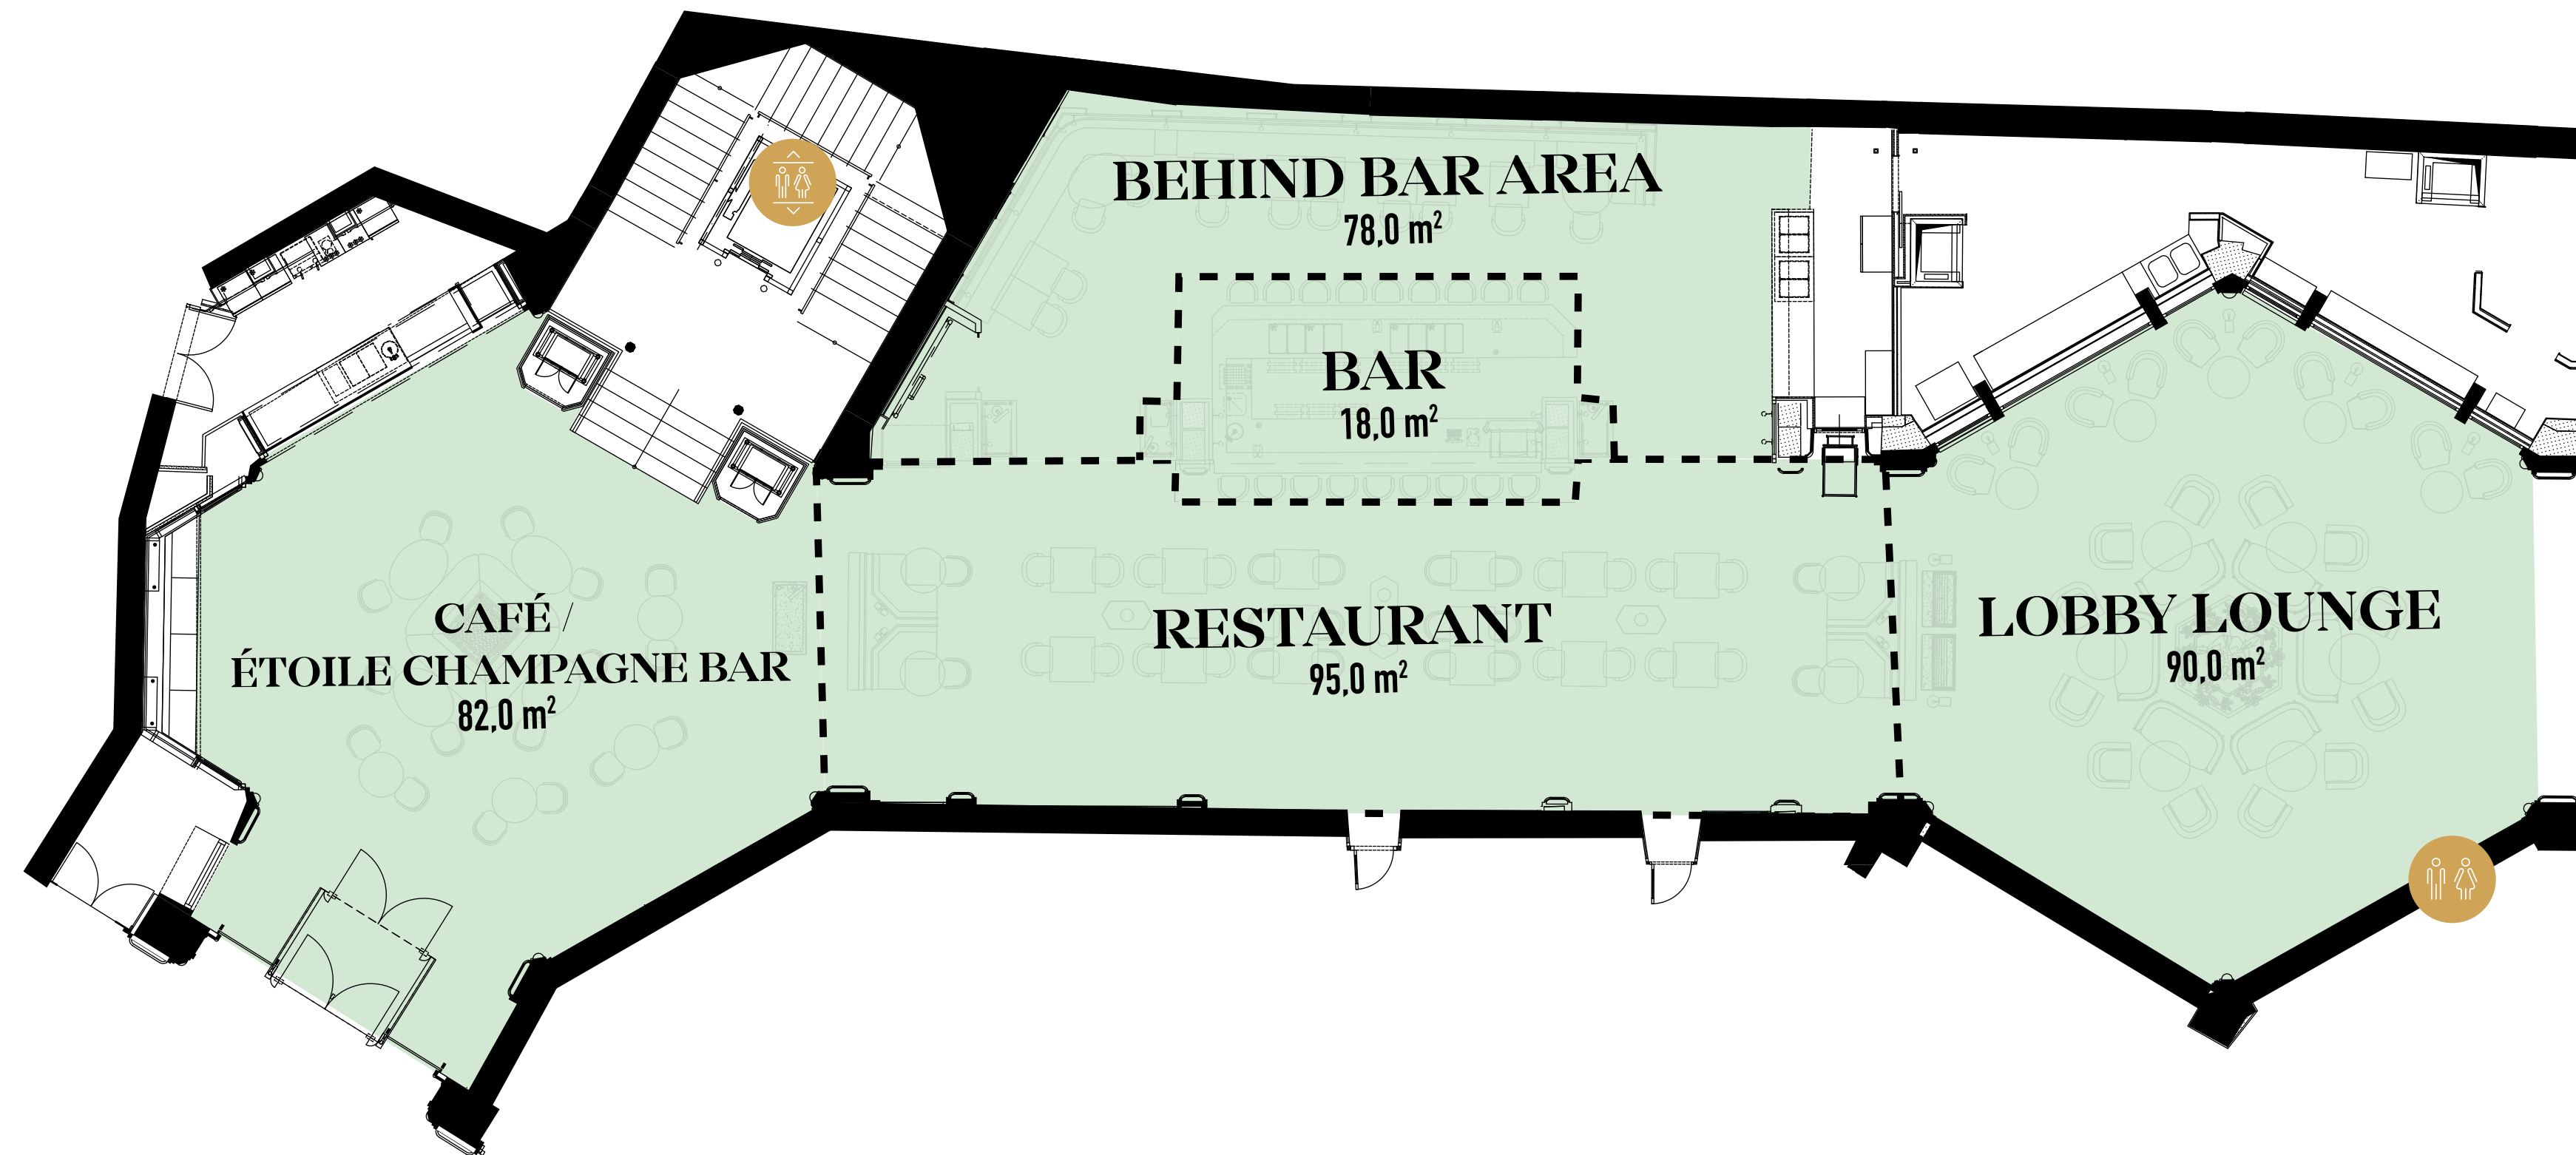 BEHIND BAR AREA
78,0 m²
BAR
18,0 m²
CAFÉ /
ÉTOILE CHAMPAGNE BAR
82,0 m²
RESTAURANT
95,0 m²
LOBBY LOUNGE
90,0 m²